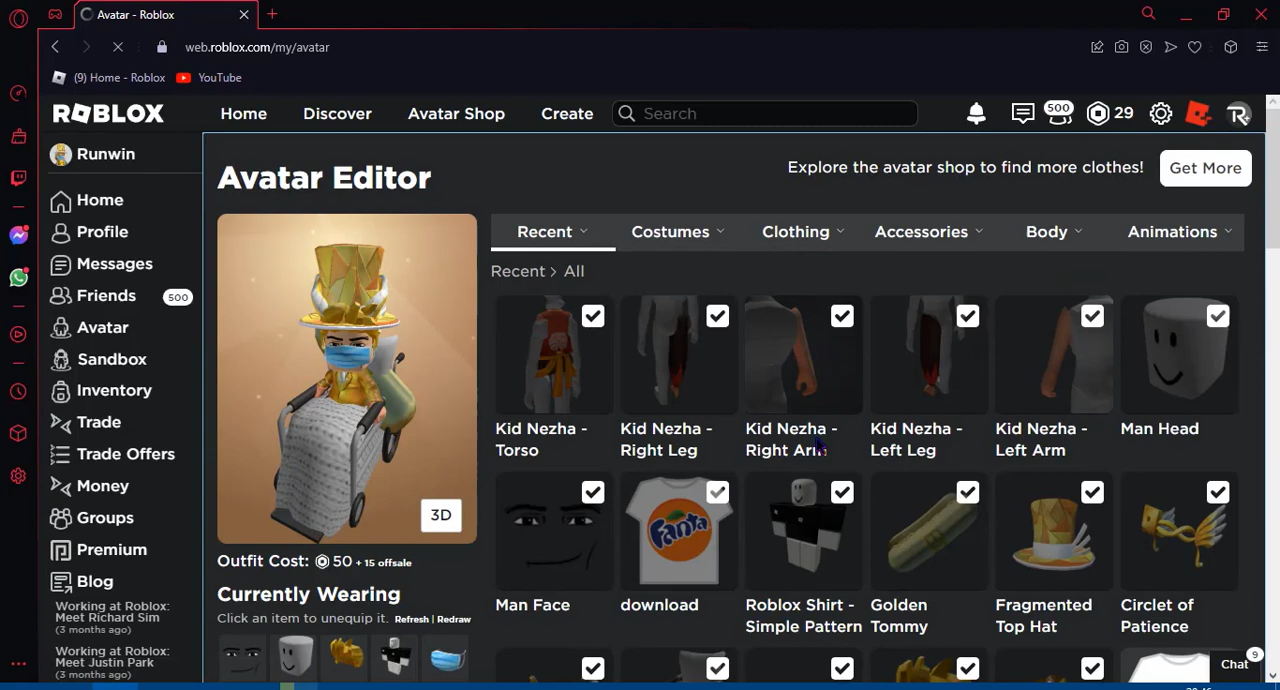 Avatar - Roblox
web.roblox.com/my/avatar
(9) Home - Roblox
YouTube
ROBLOX
Home
Discover
Avatar Shop
Create
Search
500
29
Runwin
Home
Profile
Messages
Friends
500
Avatar
Sandbox
Inventory
Trade
Trade Offers
Money
Groups
Premium
Blog
Working at Roblox:
Meet Richard Sim
(3 months ago)
Working at Roblox:
Meet Justin Park
(3 months ago)
Avatar Editor
Explore the avatar shop to find more clothes!
Get More
3D
Outfit Cost: 50 + 15 offsale
Currently Wearing
Click an item to unequip it. Refresh | Redraw
Recent
Costumes
Clothing
Accessories
Body
Animations
Recent > All
Kid Nezha -
Torso
Kid Nezha -
Right Leg
Kid Nezha -
Right Arm
Kid Nezha -
Left Leg
Kid Nezha -
Left Arm
Man Head
Man Face
Fanta
download
Roblox Shirt -
Simple Pattern
Golden
Tommy
Fragmented
Top Hat
Circlet of
Patience
Chat
9